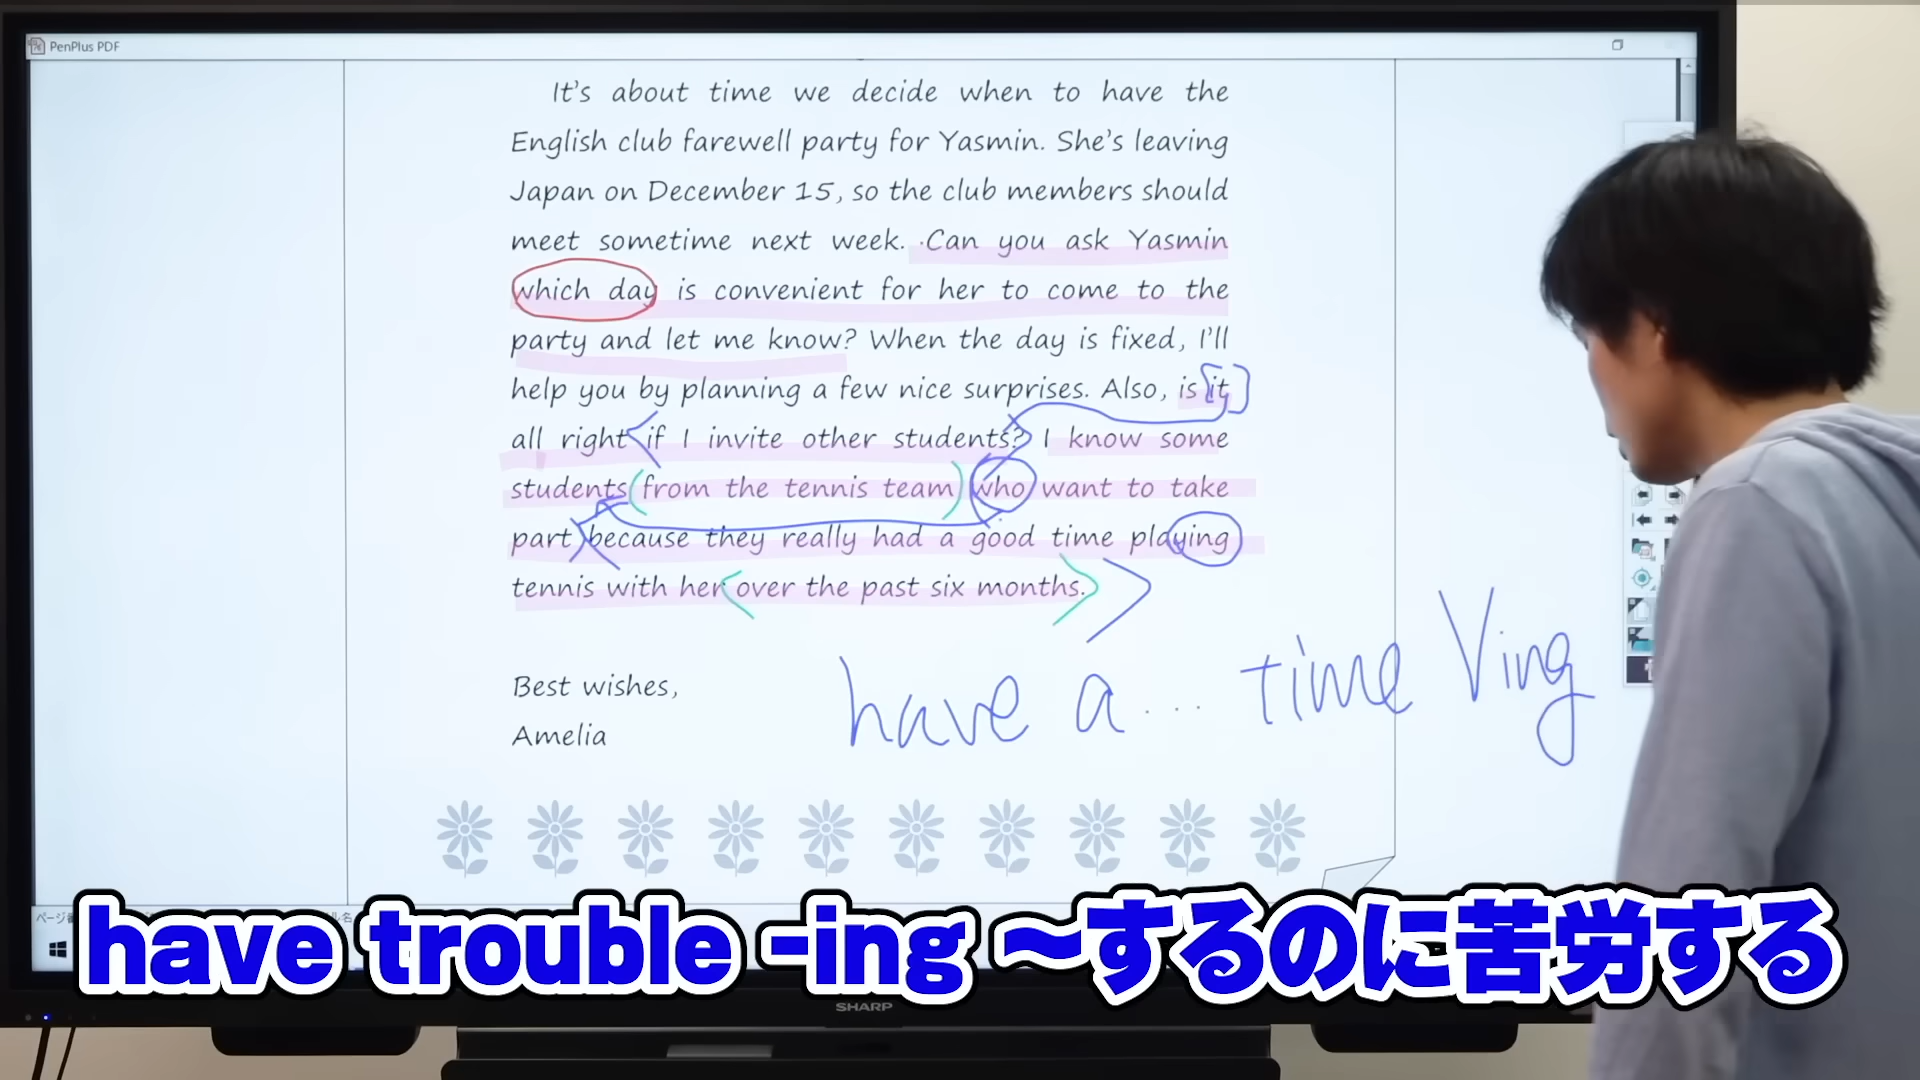 PenPlus PDF
It's about time we decide when to have the
English club farewell party for Yasmin. She's leaving
Japan on December 15, so the club members should
meet sometime next week. Can you ask Yasmin
which day is convenient for her to come to the
party and let me know? When the day is fixed, I'll
help you by planning a few nice surprises. Also, is it
all right if I invite other students? I know some
students from the tennis team who want to take
part because they really had a good time playing
tennis with her over the past six months.
have a... time Ving
Best wishes,
Amelia
have trouble -ing ～するのに苦労する
SHARP